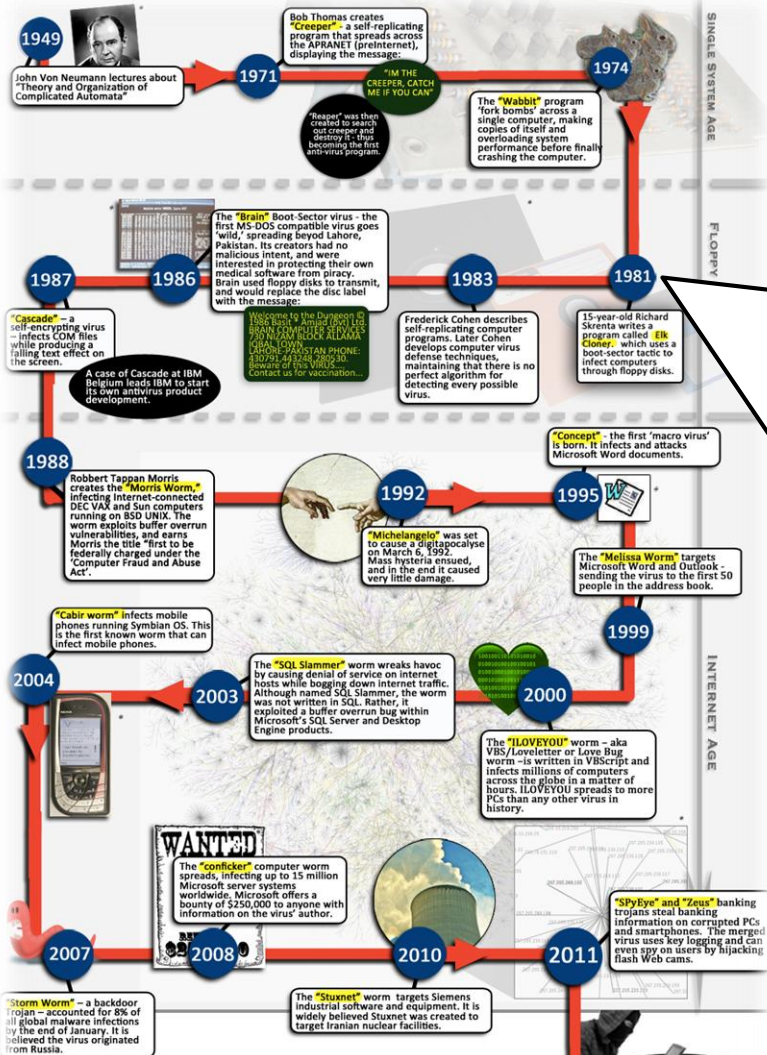 1949
John Von Neumann lectures about
"Theory and Organization of
Complicated Automata"
1971
Bob Thomas creates
"Creeper" - a self-replicating
program that spreads across
the APRANET (preInternet),
displaying the message:
"IM THE
CREEPER, CATCH
ME IF YOU CAN"
"Reaper" was then
created to search
out creeper and
destroy it - thus
becoming the first
anti-virus program.
1974
The "Wabbit" program
'fork bombs' across a
single computer, making
copies of itself and
overloading system
performance before finally
crashing the computer.
SINGLE SYSTEM AGE
FLOPPY
1981
15-year-old Richard
Skrenta writes a
program called Elk
Cloner. which uses a
boot-sector tactic to
infect computers
through floppy disks.
1983
Frederick Cohen describes
self-replicating computer
programs. Later Cohen
develops computer virus
defense techniques,
maintaining that there is no
perfect algorithm for
detecting every possible
virus.
1986
The "Brain" Boot-Sector virus - the
first MS-DOS compatible virus goes
'wild,' spreading beyod Lahore,
Pakistan. Its creators had no
malicious intent, and were
interested in protecting their own
medical software from piracy.
Brain used floppy disks to transmit,
and would replace the disc label
with the message:
Welcome to the Dungeon ©
1986 Basit * Amjad (pvt) Ltd.
BRAIN COMPUTER SERVICES
730 NIZAM BLOCK ALLAMA
IQBAL TOWN
LAHORE-PAKISTAN PHONE:
430791,443248,280530.
Beware of this VIRUS....
Contact us for vaccination...
1987
"Cascade" – a
self-encrypting virus
– infects COM files
while producing a
falling text effect on
the screen.
A case of Cascade at IBM
Belgium leads IBM to start
its own antivirus product
development.
1988
Robbert Tappan Morris
creates the "Morris Worm,"
infecting Internet-connected
DEC VAX and Sun computers
running on BSD UNIX. The
worm exploits buffer overrun
vulnerabilities, and earns
Morris the title "first to be
federally charged under the
'Computer Fraud and Abuse
Act'.
1992
"Michelangelo" was set
to cause a digitapocalyse
on March 6, 1992.
Mass hysteria ensued,
and in the end it caused
very little damage.
1995
"Concept" - the first 'macro virus'
is born. It infects and attacks
Microsoft Word documents.
W
The "Melissa Worm" targets
Microsoft Word and Outlook -
sending the virus to the first 50
people in the address book.
1999
INTERNET AGE
2000
The "ILOVEYOU" worm – aka
VBS/Loveletter or Love Bug
worm –is written in VBScript and
infects millions of computers
across the globe in a matter of
hours. ILOVEYOU spreads to more
PCs than any other virus in
history.
2003
The "SQL Slammer" worm wreaks havoc
by causing denial of service on internet
hosts while bogging down internet traffic.
Although named SQL Slammer, the worm
was not written in SQL. Rather, it
exploited a buffer overrun bug within
Microsoft's SQL Server and Desktop
Engine products.
2004
"Cabir worm" infects mobile
phones running Symbian OS. This
is the first known worm that can
infect mobile phones.
2007
"Storm Worm" – a backdoor
Trojan – accounted for 8% of
all global malware infections
by the end of January. It is
believed the virus originated
from Russia.
WANTED
2008
The "conficker" computer worm
spreads, infecting up to 15 million
Microsoft server systems
worldwide. Microsoft offers a
bounty of $250,000 to anyone with
information on the virus' author.
2010
The "Stuxnet" worm targets Siemens
industrial software and equipment. It is
widely believed Stuxnet was created to
target Iranian nuclear facilities.
2011
"SPyEye" and "Zeus" banking
trojans steal banking
information on corrupted PCs
and smartphones. The merged
virus uses key logging and can
even spy on users by hijacking
flash Web cams.